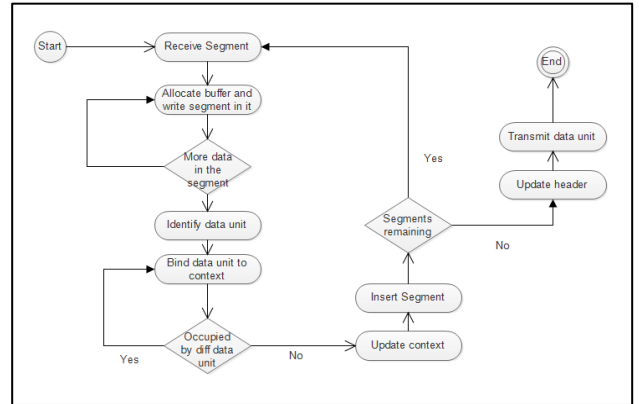 Start
Receive Segment
Allocate buffer and
write segment in it
More data
in the
segment
Identify data unit
Bind data unit to
context
Occupied
by diff data
unit
Yes
No
Update context
Insert Segment
Segments
remaining
Yes
No
Update header
Transmit data unit
End